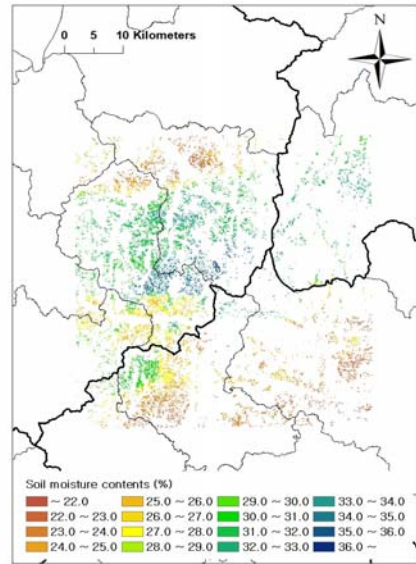 N
0 5 10 Kilometers
Soil moisture contents (%)
~ 22.0 25.0 ~ 26.0 29.0 ~ 30.0 33.0 ~ 34.0
22.0 ~ 23.0 26.0 ~ 27.0 30.0 ~ 31.0 34.0 ~ 35.0
23.0 ~ 24.0 27.0 ~ 28.0 31.0 ~ 32.0 35.0 ~ 36.0
24.0 ~ 25.0 28.0 ~ 29.0 32.0 ~ 33.0 36.0 ~